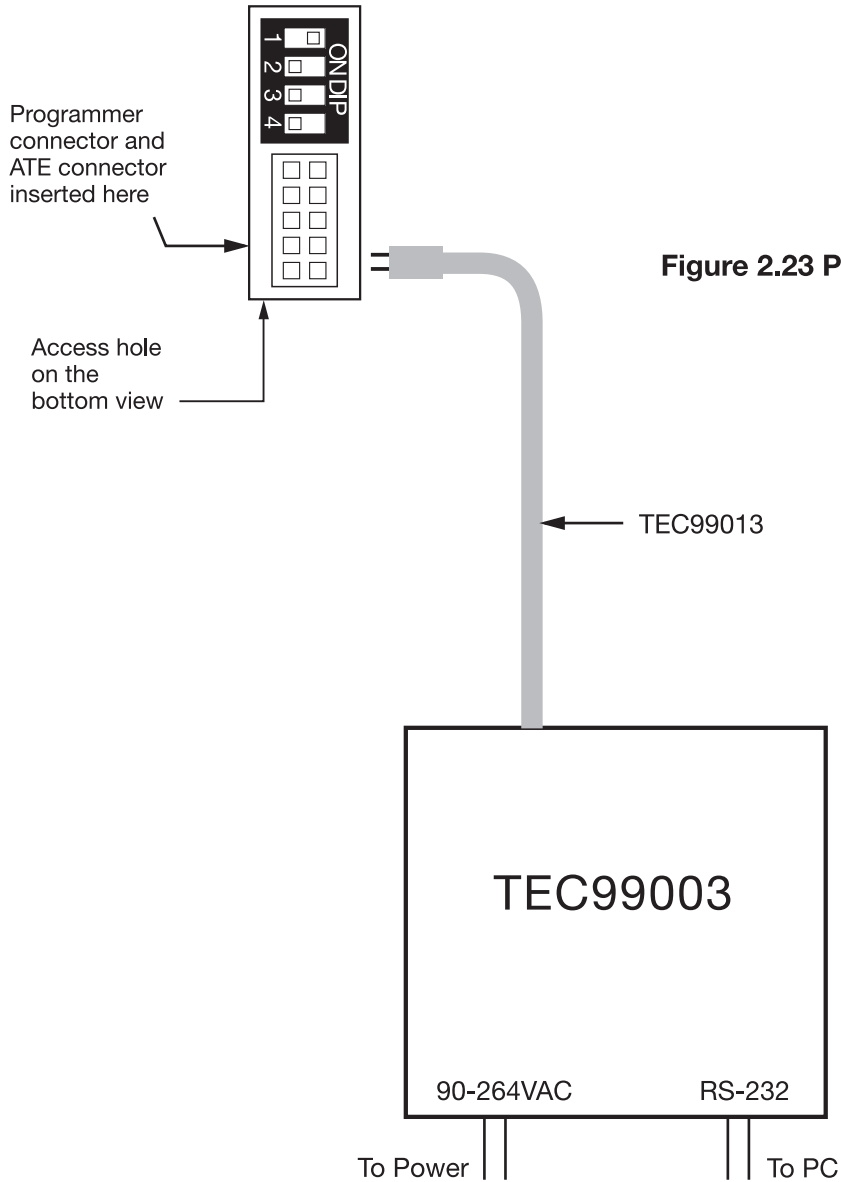 1
2
3
4
ON DIP
Programmer
connector and
ATE connector
inserted here
Figure 2.23 P
Access hole
on the
bottom view
TEC99013
TEC99003
90-264VAC
RS-232
To Power
To PC